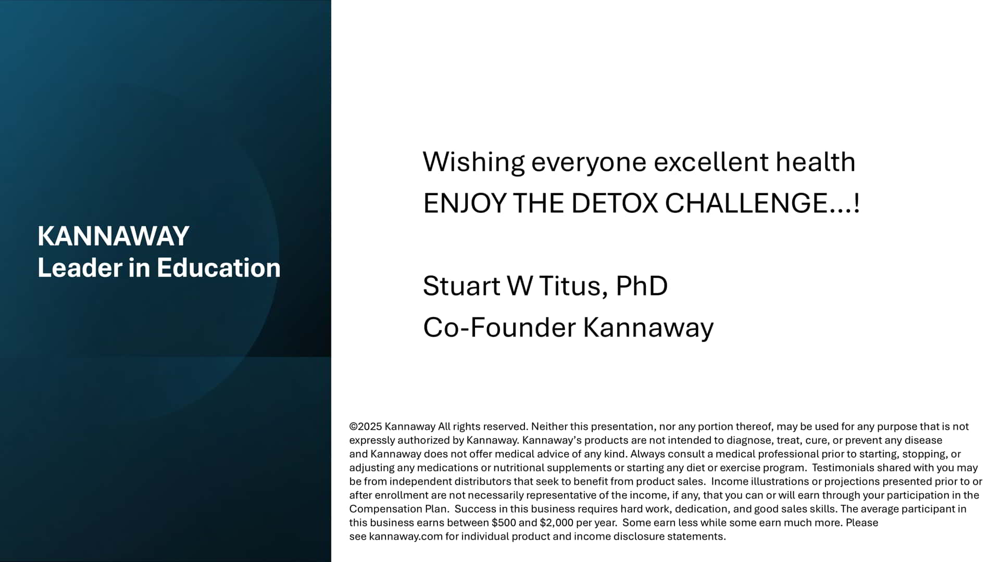 KANNAWAY
Leader in Education
Wishing everyone excellent health
ENJOY THE DETOX CHALLENGE...!
Stuart W Titus, PhD
Co-Founder Kannaway
©2025 Kannaway All rights reserved. Neither this presentation, nor any portion thereof, may be used for any purpose that is not
expressly authorized by Kannaway. Kannaway’s products are not intended to diagnose, treat, cure, or prevent any disease
and Kannaway does not offer medical advice of any kind. Always consult a medical professional prior to starting, stopping, or
adjusting any medications or nutritional supplements or starting any diet or exercise program.  Testimonials shared with you may
be from independent distributors that seek to benefit from product sales.  Income illustrations or projections presented prior to or
after enrollment are not necessarily representative of the income, if any, that you can or will earn through your participation in the
Compensation Plan.  Success in this business requires hard work, dedication, and good sales skills. The average participant in
this business earns between $500 and $2,000 per year.  Some earn less while some earn much more. Please
see kannaway.com for individual product and income disclosure statements.